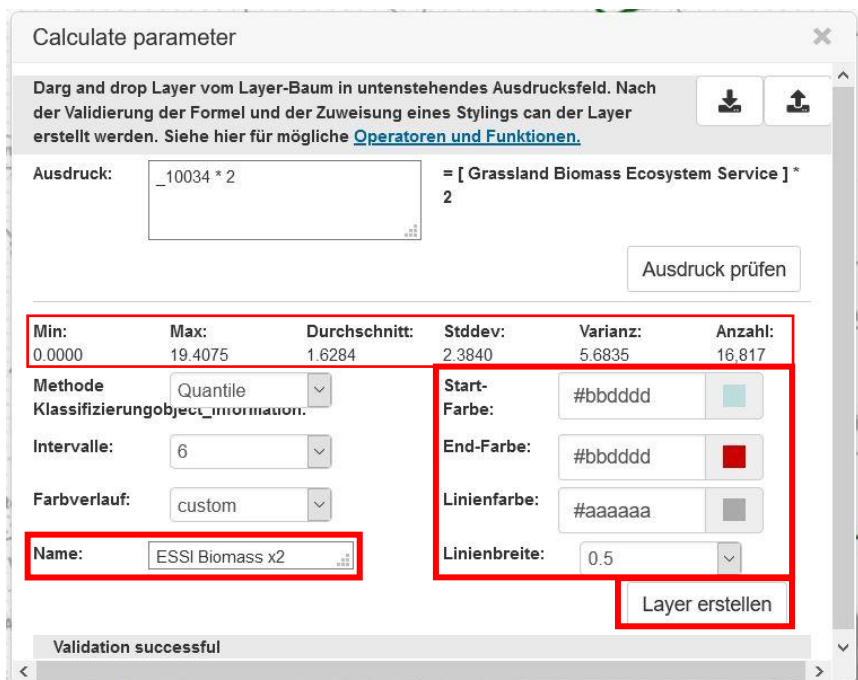 Calculate parameter
Darg and drop Layer vom Layer-Baum in untenstehendes Ausdrucksfeld. Nach
der Validierung der Formel und der Zuweisung eines Stylings can der Layer
erstellt werden. Siehe hier für mögliche Operatoren und Funktionen.
Ausdruck:
_10034 * 2
= [ Grassland Biomass Ecosystem Service ] *
2
Ausdruck prüfen
Min: Max: Durchschnitt: Stddev: Varianz: Anzahl:
0.0000 19.4075 1.6284 2.3840 5.6835 16,817
Methode
Klassifizierungobject_information:
Quantile
Start-
Farbe:
#bbdddd
Intervalle: 6
End-Farbe: #bbdddd
Farbverlauf: custom
Linienfarbe: #aaaaaa
Name: ESSI Biomass x2
Linienbreite: 0.5
Layer erstellen
Validation successful